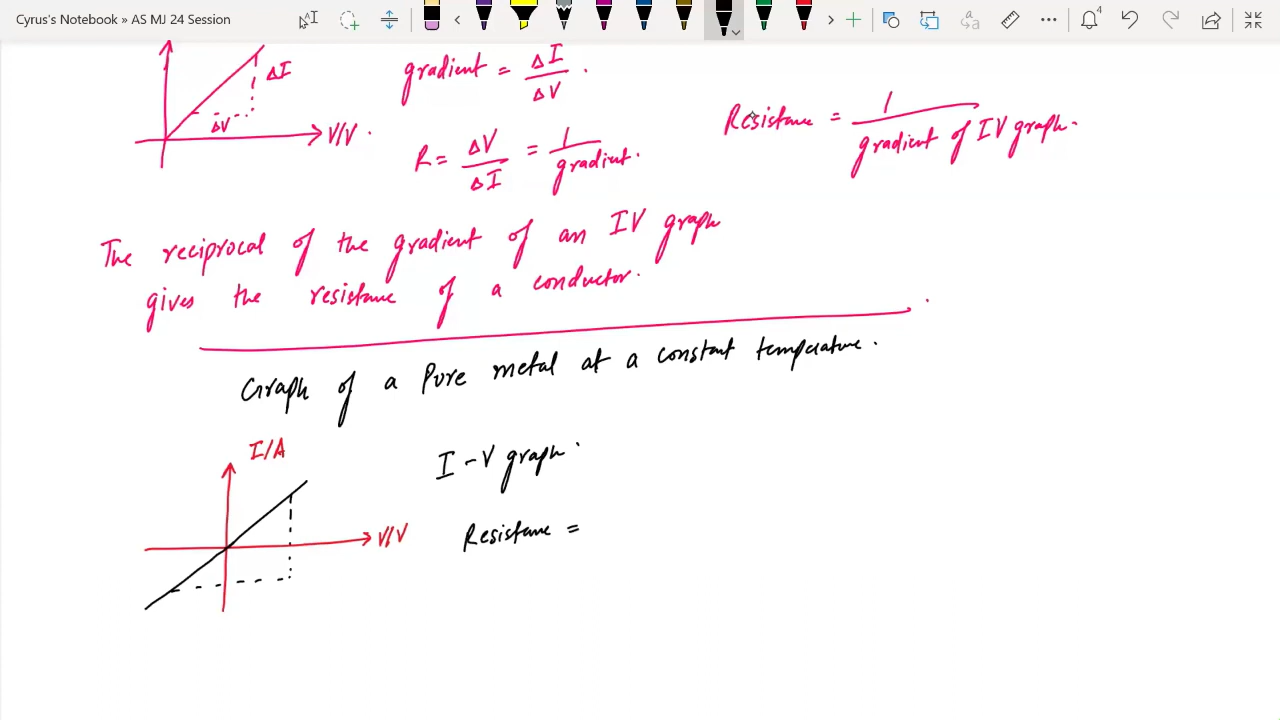 Cyrus's Notebook » AS MJ 24 Session
4
ΔI
ΔV
V/V.
gradient = ΔI/ΔV.
R = ΔV/ΔI = 1/gradient.
Resistance = 1/gradient of IV graph.
The reciprocal of the gradient of an IV graph
gives the resistance of a conductor.
Graph of a Pure metal at a constant temperature.
I/A
V/V
I-V graph.
Resistance =